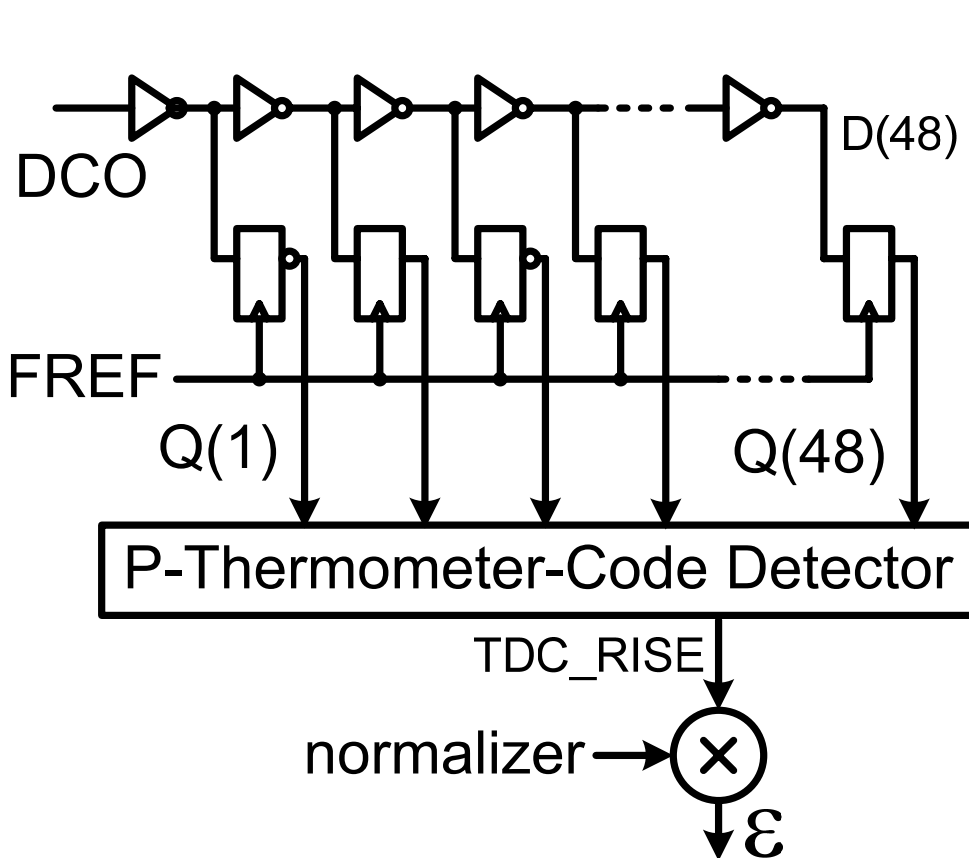 DCO
D(48)
FREF
Q(1)
Q(48)
P-Thermometer-Code Detector
TDC_RISE
normalizer
ε